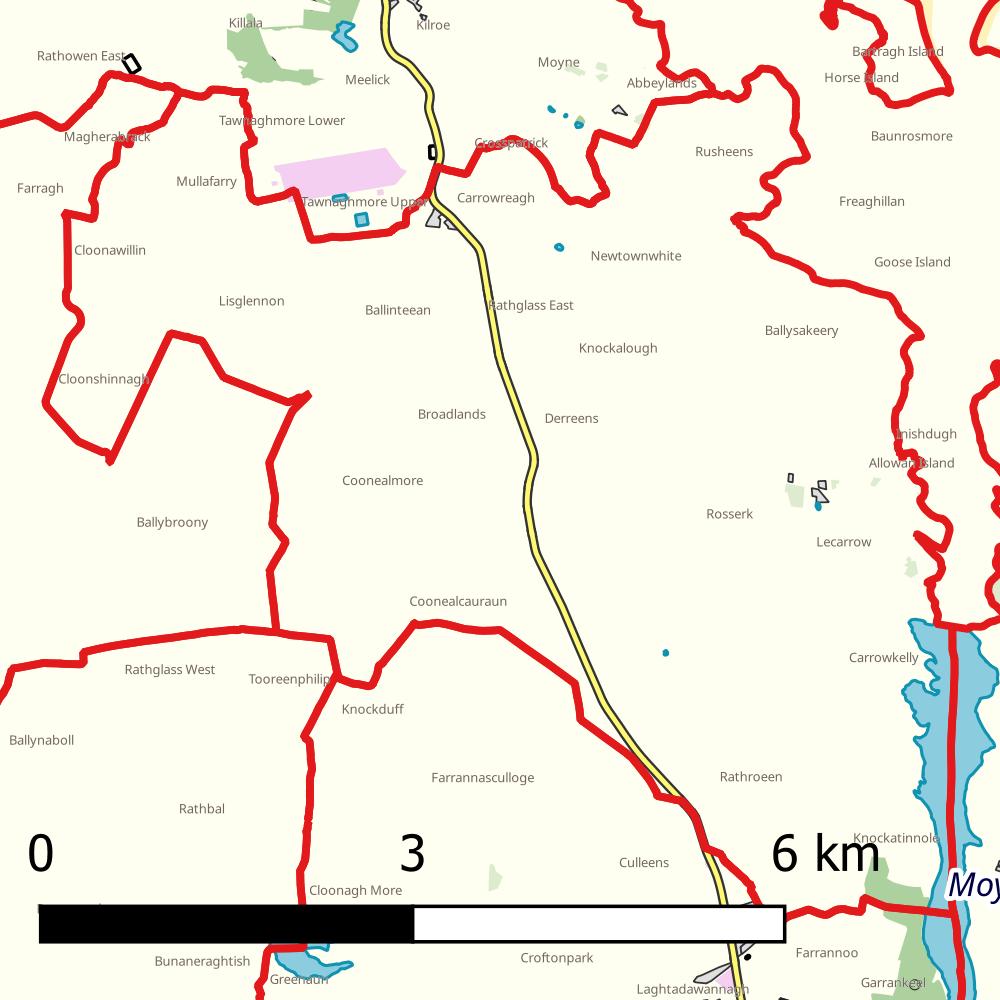 Killala
Kilroe
Rathowen East
Meelick
Moyne
Abbeylands
Bartragh Island
Horse Island
Tawnaghmore Lower
Magherabrack
Crosspatrick
Baunrosmore
Rusheens
Farragh
Mullafarry
Tawnaghmore Upper
Carrowreagh
Freaghillan
Cloonawillin
Newtownwhite
Goose Island
Lisglennon
Ballinteean
Rathglass East
Ballysakeery
Knockalough
Cloonshinnagh
Broadlands
Derreens
Inishdugh
Allowan Island
Coonealmore
Ballybroony
Rosserk
Lecarrow
Coonealcauraun
Carrowkelly
Rathglass West
Tooreenphilip
Knockduff
Ballynaboll
Farrannasculloge
Rathroen
Rathbal
Knockatinnole
0 3 6 km
Culleens
Cloonagh More
Moy
Bunaneraghtish
Croftonpark
Farrannoo
Greenaun
Garrankeel
Laghtadawannagh